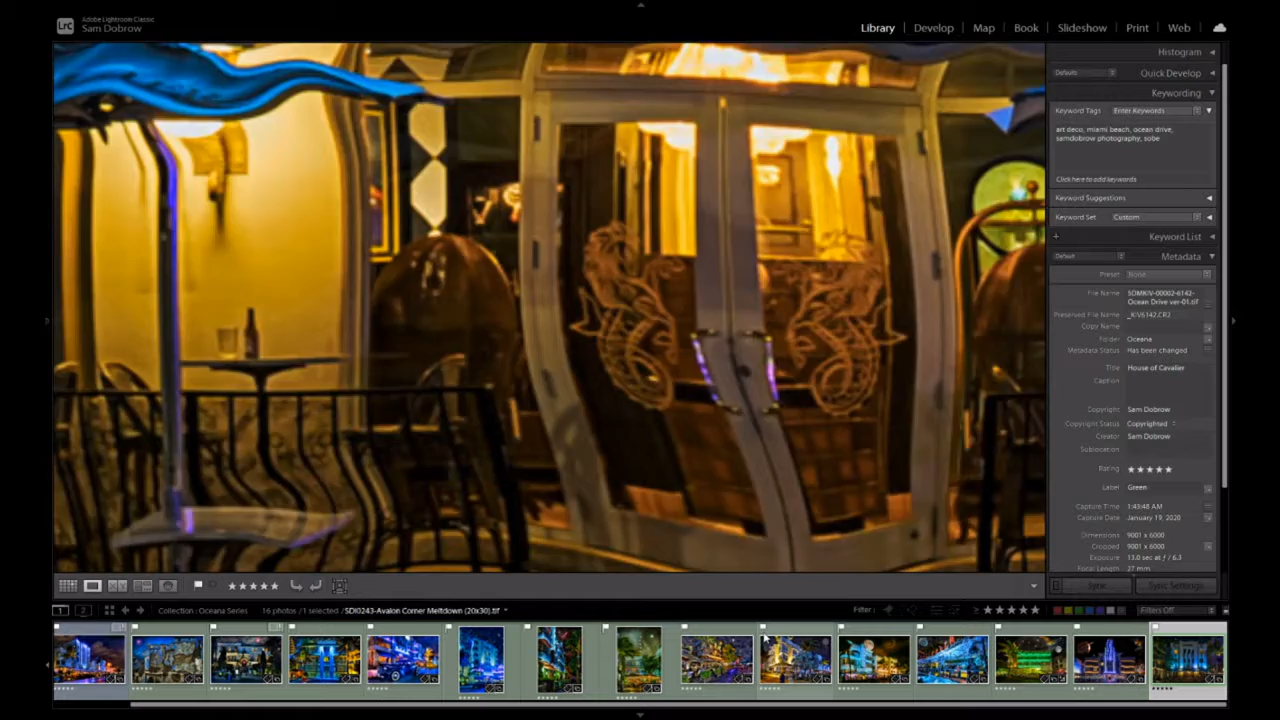 Lrc
Adobe Lightroom Classic
Sam Dobrow
Library | Develop | Map | Book | Slideshow | Print | Web
Histogram
Defaults Quick Develop
Keywording
Keyword Tags Enter Keywords
art deco, miami beach, ocean drive,
samdobrow photography, sobe
Click here to add keywords
Keyword Suggestions
Keyword Set Custom
+ Keyword List
Default Metadata
Preset None
File Name SDMKIV-00002-6142-
Ocean Drive ver-01.tif
Preserved File Name _KIV6142.CR2
Copy Name
Folder Oceana
Metadata Status Has been changed
Title House of Cavalier
Caption
Copyright Sam Dobrow
Copyright Status Copyrighted
Creator Sam Dobrow
Sublocation
Rating ★★★★★
Label Green
Capture Time 1:43:48 AM
Capture Date January 19, 2020
Dimensions 9001 x 6000
Cropped 9001 x 6000
Exposure 13.0 sec at ƒ / 6.3
Focal Length 27 mm
Sync Sync Settings
1 2 Collection : Oceana Series 16 photos / 1 selected / SDI0243-Avalon Corner Meltdown (20x30).tif Filter : ≥ ★★★★★ Filters Off